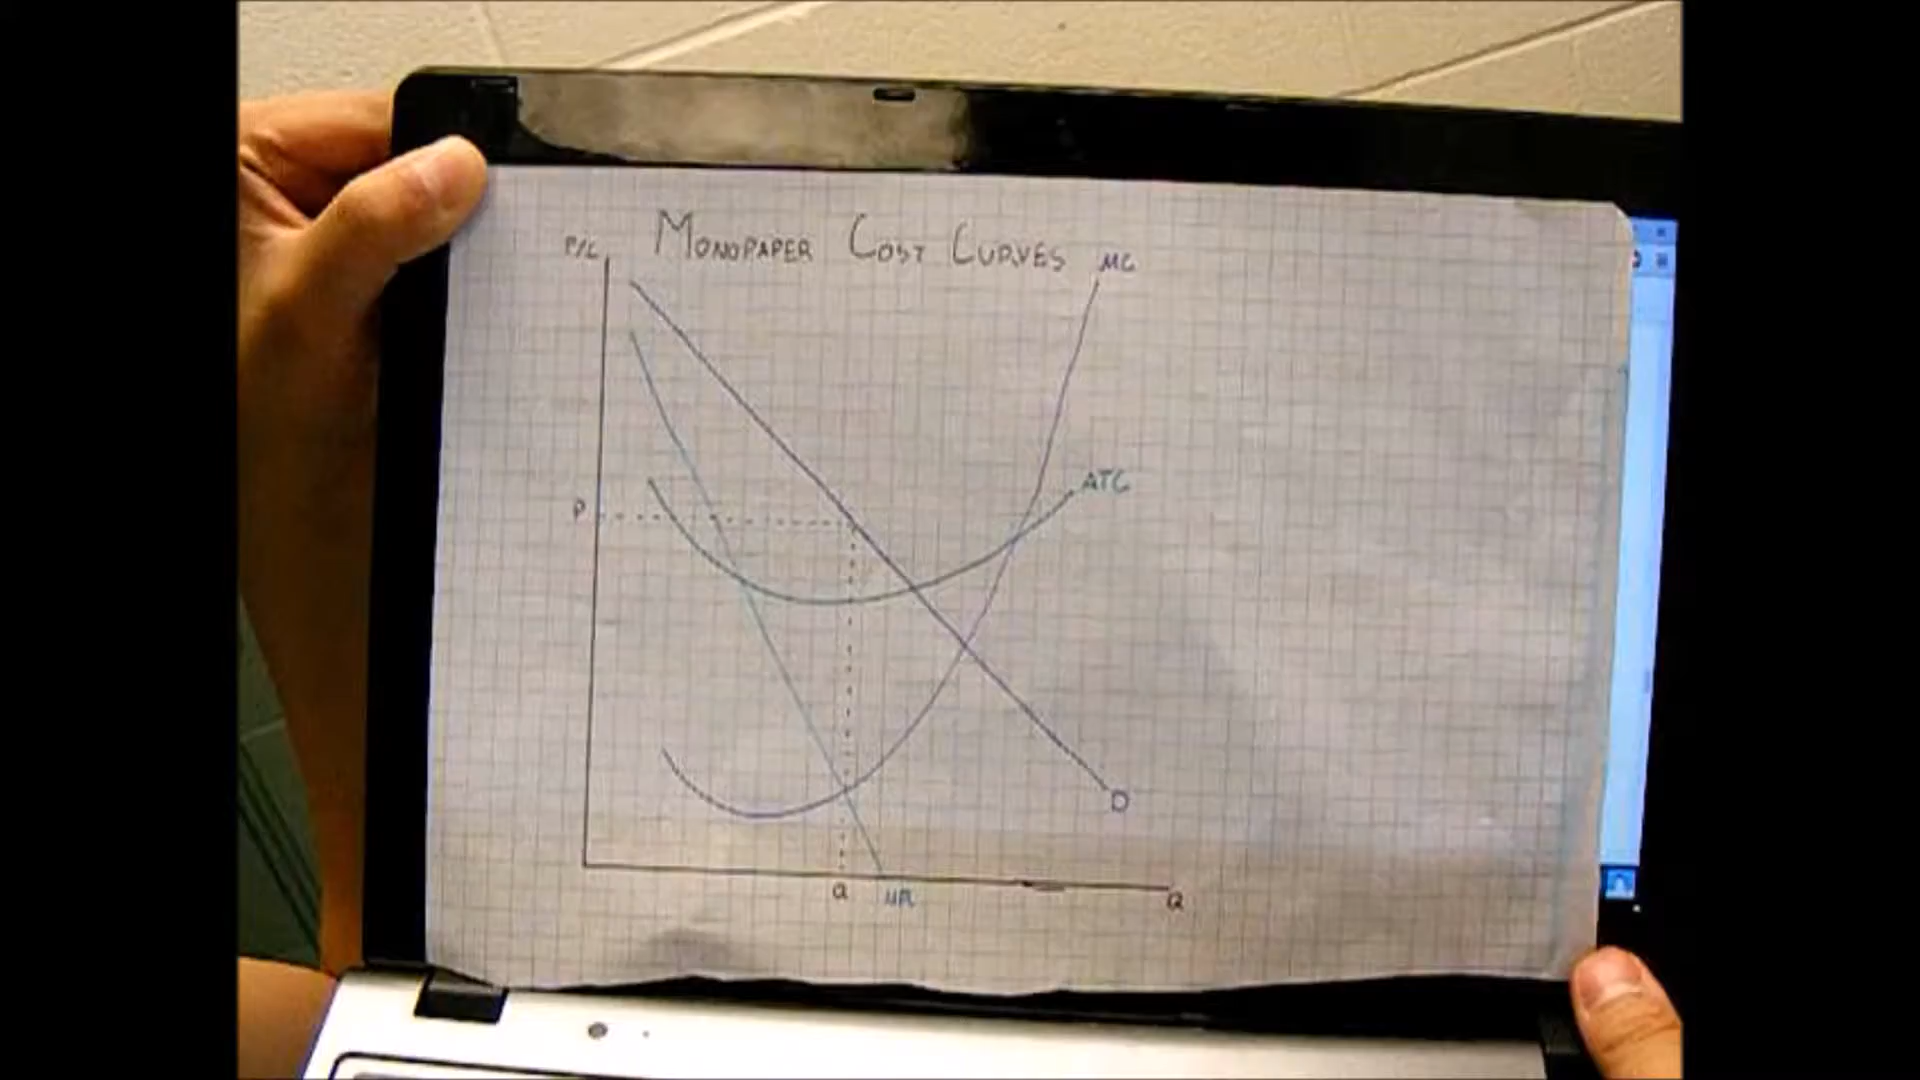 MONOPAPER COST CURVES
P/C
MC
ATC
P
D
Q
MR
Q